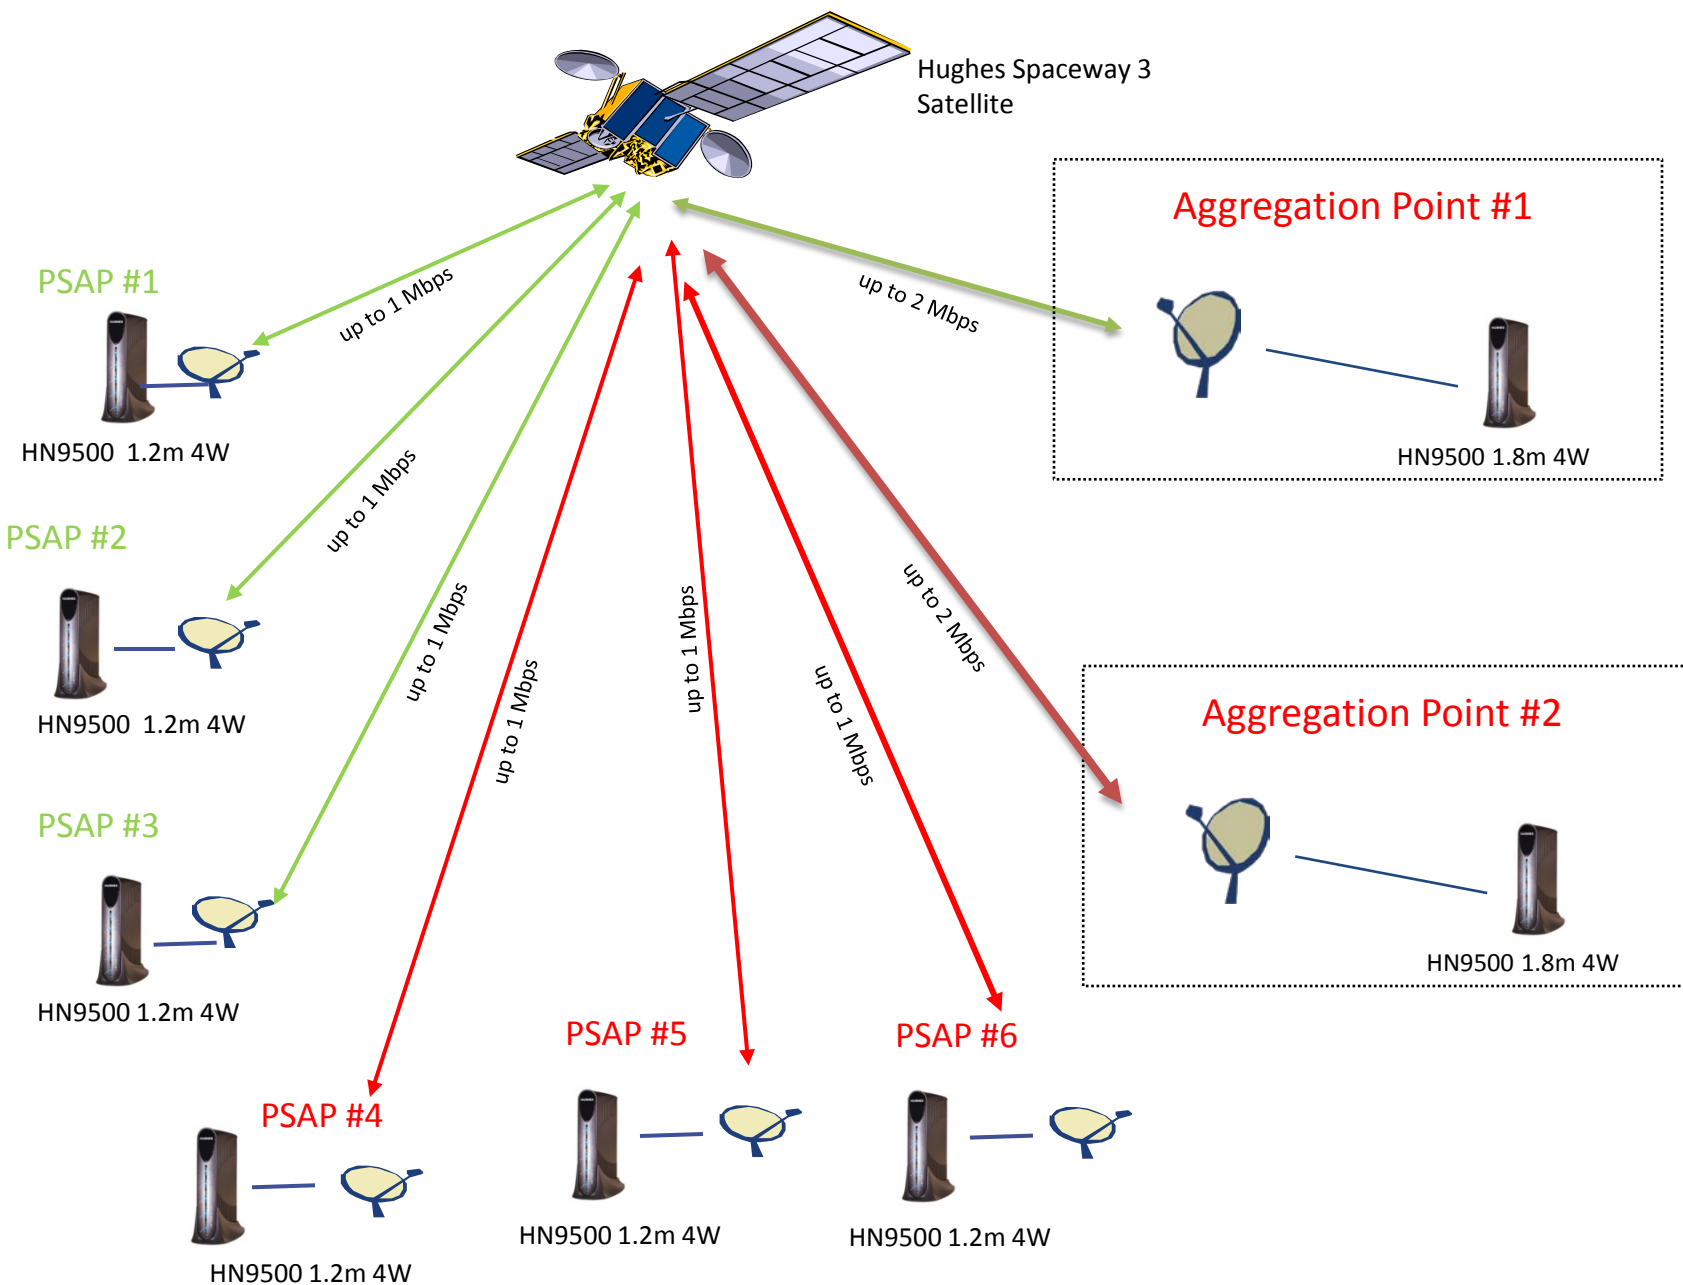 Hughes Spaceway 3
Satellite
Aggregation Point #1
up to 2 Mbps
HN9500 1.8m 4W
PSAP #1
up to 1 Mbps
HN9500  1.2m 4W
PSAP #2
up to 1 Mbps
HN9500  1.2m 4W
PSAP #3
up to 1 Mbps
HN9500 1.2m 4W
up to 1 Mbps
up to 1 Mbps
up to 1 Mbps
up to 2 Mbps
Aggregation Point #2
HN9500 1.8m 4W
PSAP #4
HN9500 1.2m 4W
PSAP #5
HN9500 1.2m 4W
PSAP #6
HN9500 1.2m 4W